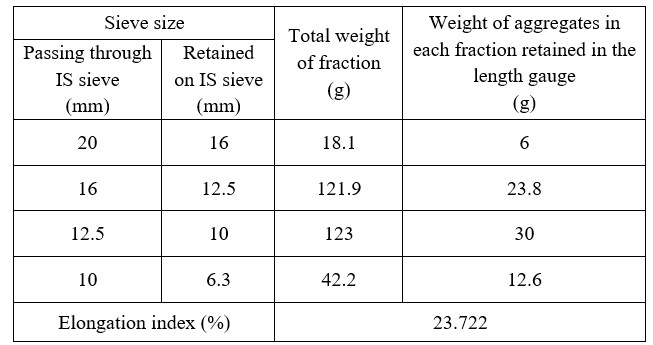 Sieve size
Passing through
IS sieve
(mm)
Retained
on IS sieve
(mm)
Total weight
of fraction
(g)
Weight of aggregates in
each fraction retained in the
length gauge
(g)
20 16 18.1 6
16 12.5 121.9 23.8
12.5 10 123 30
10 6.3 42.2 12.6
Elongation index (%) 23.722